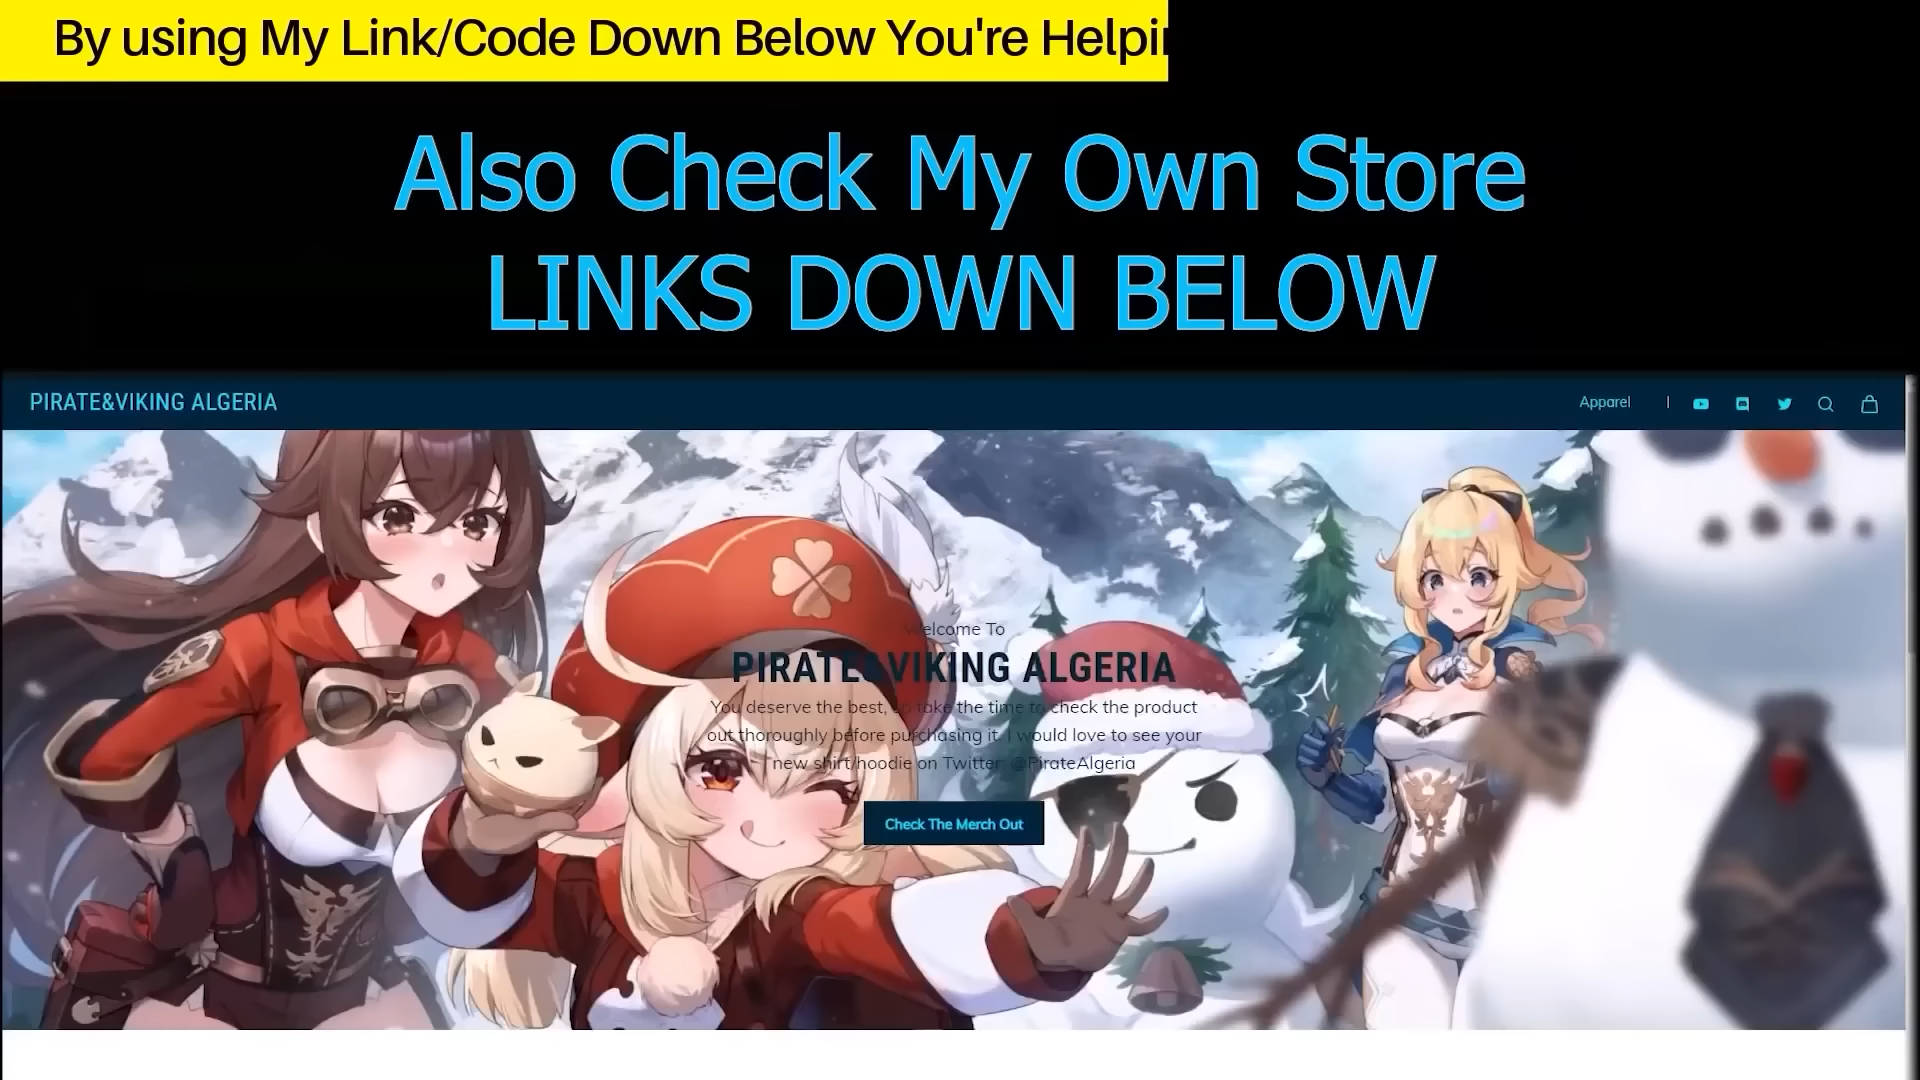 By using My Link/Code Down Below You're Helpi
Also Check My Own Store
LINKS DOWN BELOW
PIRATE&VIKING ALGERIA
Apparel
Welcome To
PIRATE&VIKING ALGERIA
You deserve the best, so take the time to check the product
out thoroughly before purchasing it. I would love to see your
new shirt/hoodie on Twitter: @PirateAlgeria
Check The Merch Out